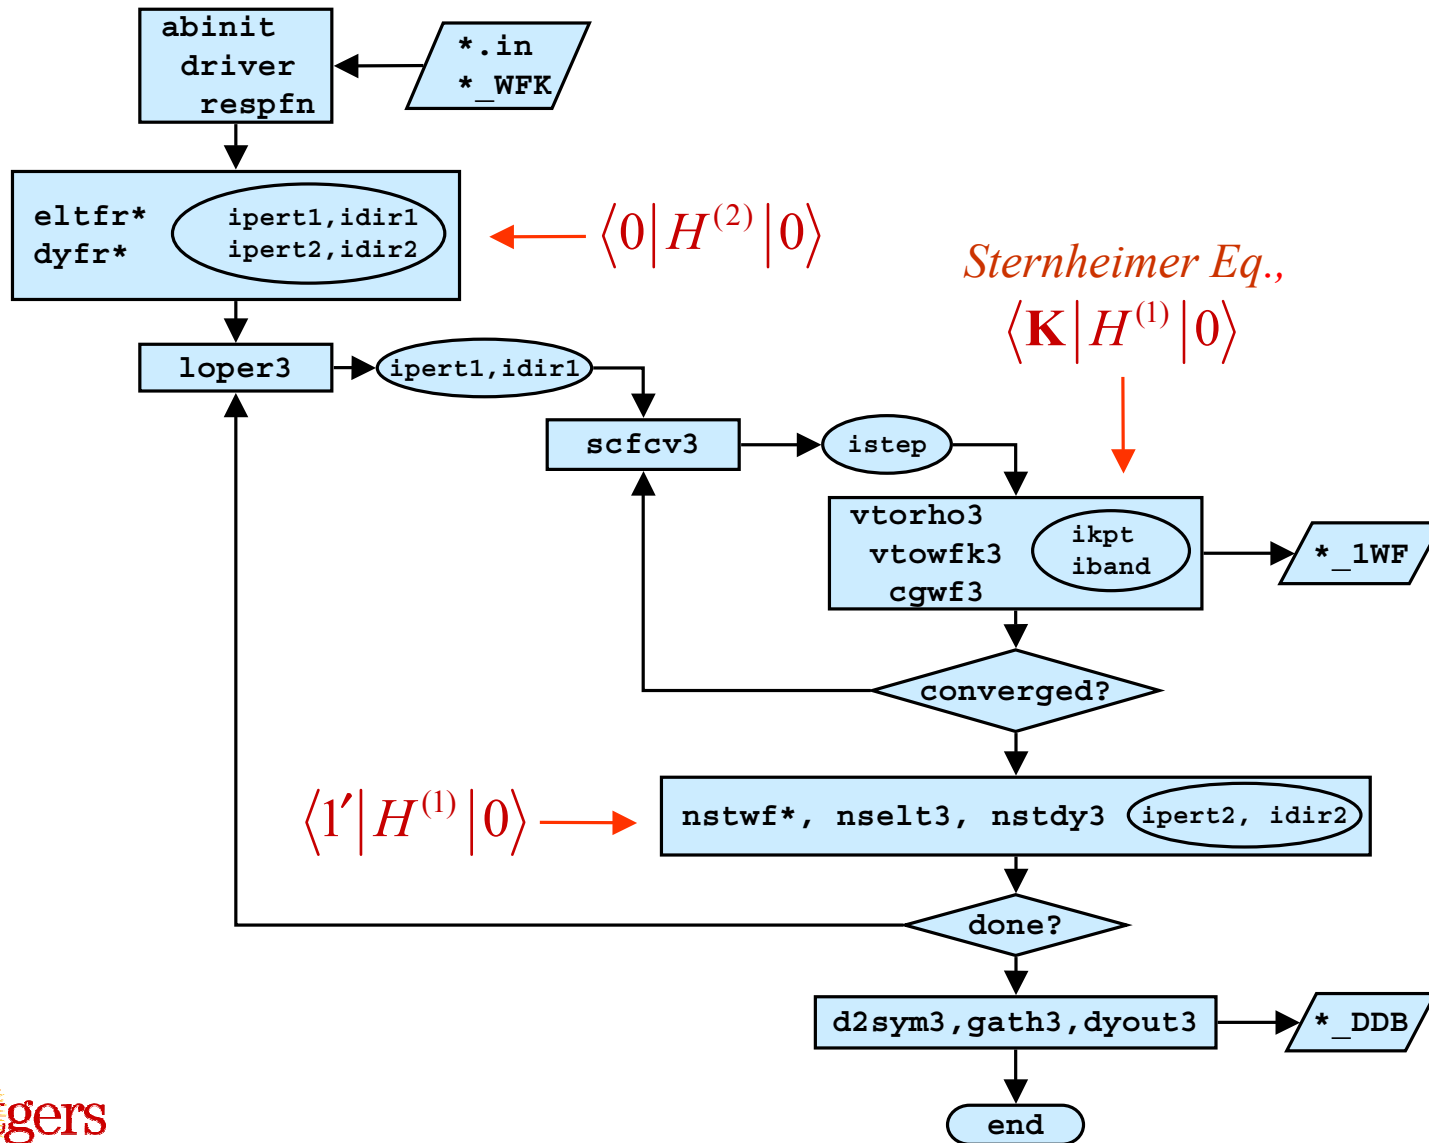 abinit
driver
respfn
*.in
*_WFK
eltfr*
dyfr*
ipert1,idir1
ipert2,idir2
⟨0|H⁽²⁾|0⟩
Sternheimer Eq.,
⟨K|H⁽¹⁾|0⟩
loper3
ipert1,idir1
scfcv3
istep
vtorho3
vtowfk3
cgwf3
ikpt
iband
*_1WF
converged?
⟨1′|H⁽¹⁾|0⟩
nstwf*, nselt3, nstdy3
ipert2, idir2
done?
d2sym3,gath3,dyout3
*_DDB
end